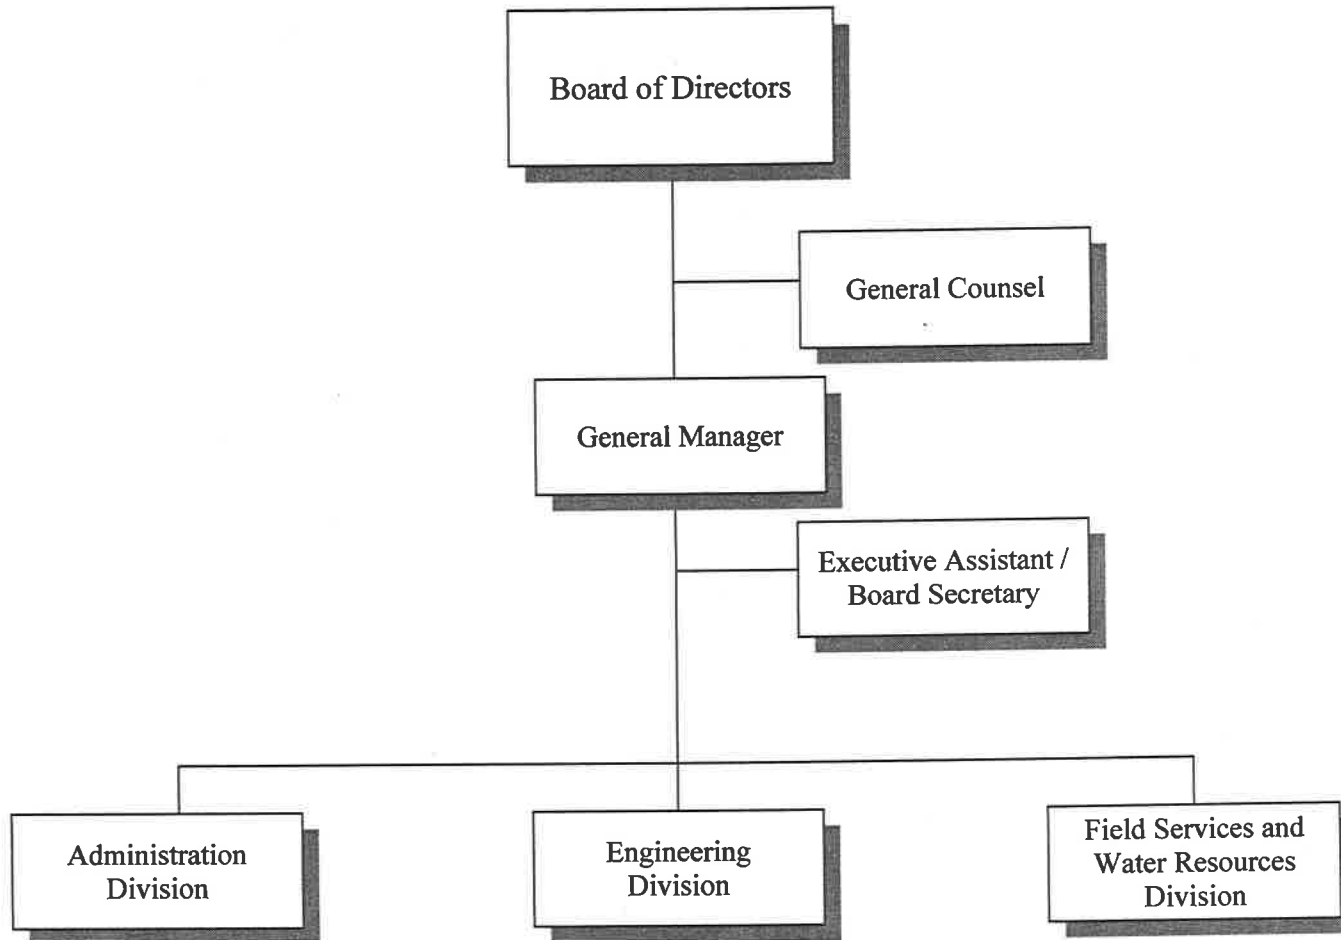 Board of Directors
General Counsel
General Manager
Executive Assistant /
Board Secretary
Administration
Division
Engineering
Division
Field Services and
Water Resources
Division